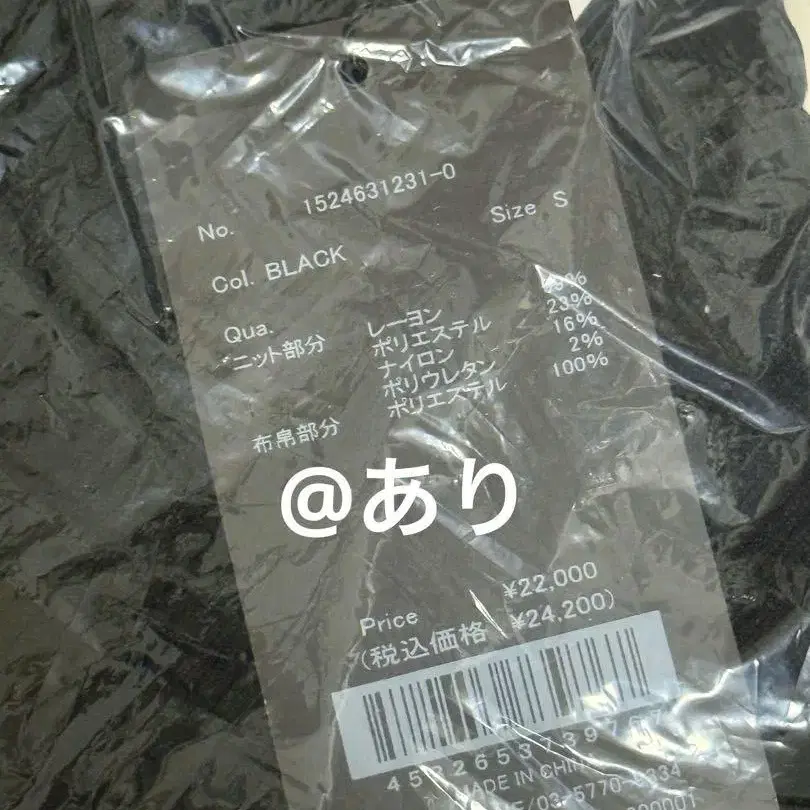 No. 1524631231-0
Size S
Col. BLACK
Qua.
ニット部分 レーヨン
ポリエステル 23%
ナイロン 16%
ポリウレタン 2%
布帛部分 ポリエステル 100%
@あり
Price ¥22,000
(税込価格 ¥24,200)
MADE IN CHINA